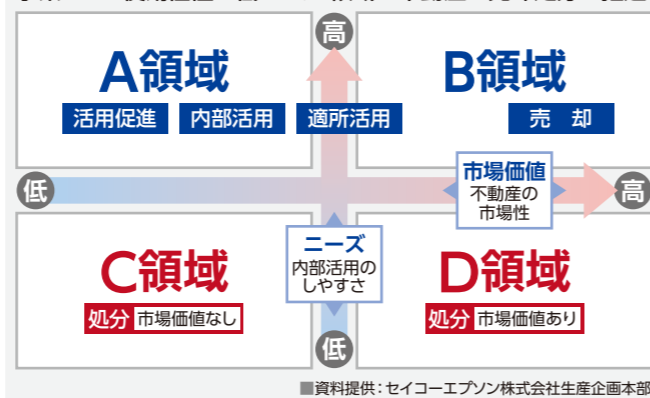 高
A領域
B領域
活用促進 内部活用 適所活用
売 却
市場価値
不動産の
市場性
低
高
ニーズ
内部活用の
しやすさ
C領域
D領域
処分 市場価値なし
処分 市場価値あり
低
■資料提供：セイコーエプソン株式会社生産企画本部